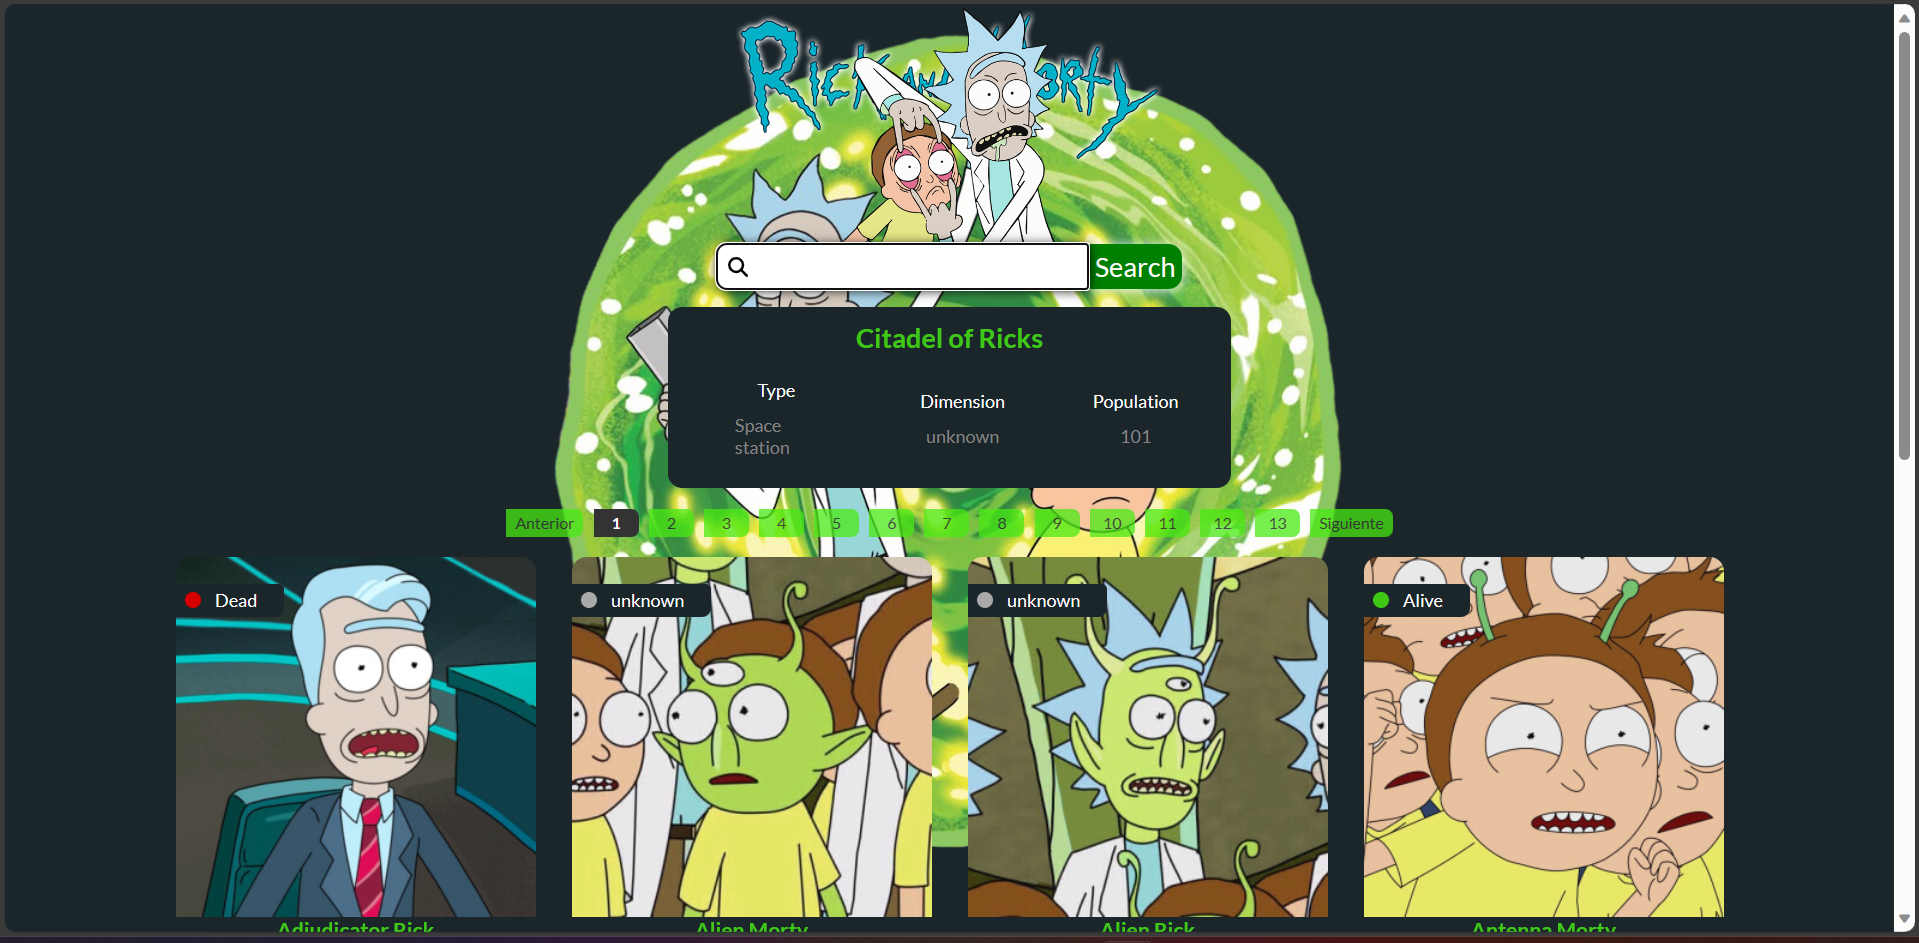 Rick and Morty
Search
Citadel of Ricks
Type
Dimension
Population
Space
station
unknown
101
Anterior 1 2 3 4 5 6 7 8 9 10 11 12 13 Siguiente
Dead
unknown
unknown
Alive
Adjudicator Rick
Alien Morty
Alien Rick
Antenna Morty